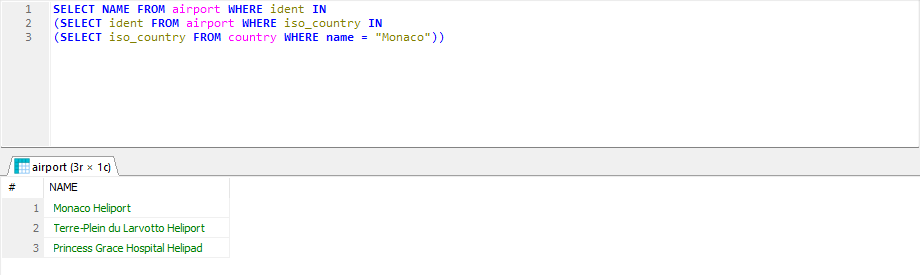 1 SELECT NAME FROM airport WHERE ident IN
2 (SELECT ident FROM airport WHERE iso_country IN
3 (SELECT iso_country FROM country WHERE name = "Monaco"))
airport (3r × 1c)
# NAME
1 Monaco Heliport
2 Terre-Plein du Larvotto Heliport
3 Princess Grace Hospital Helipad